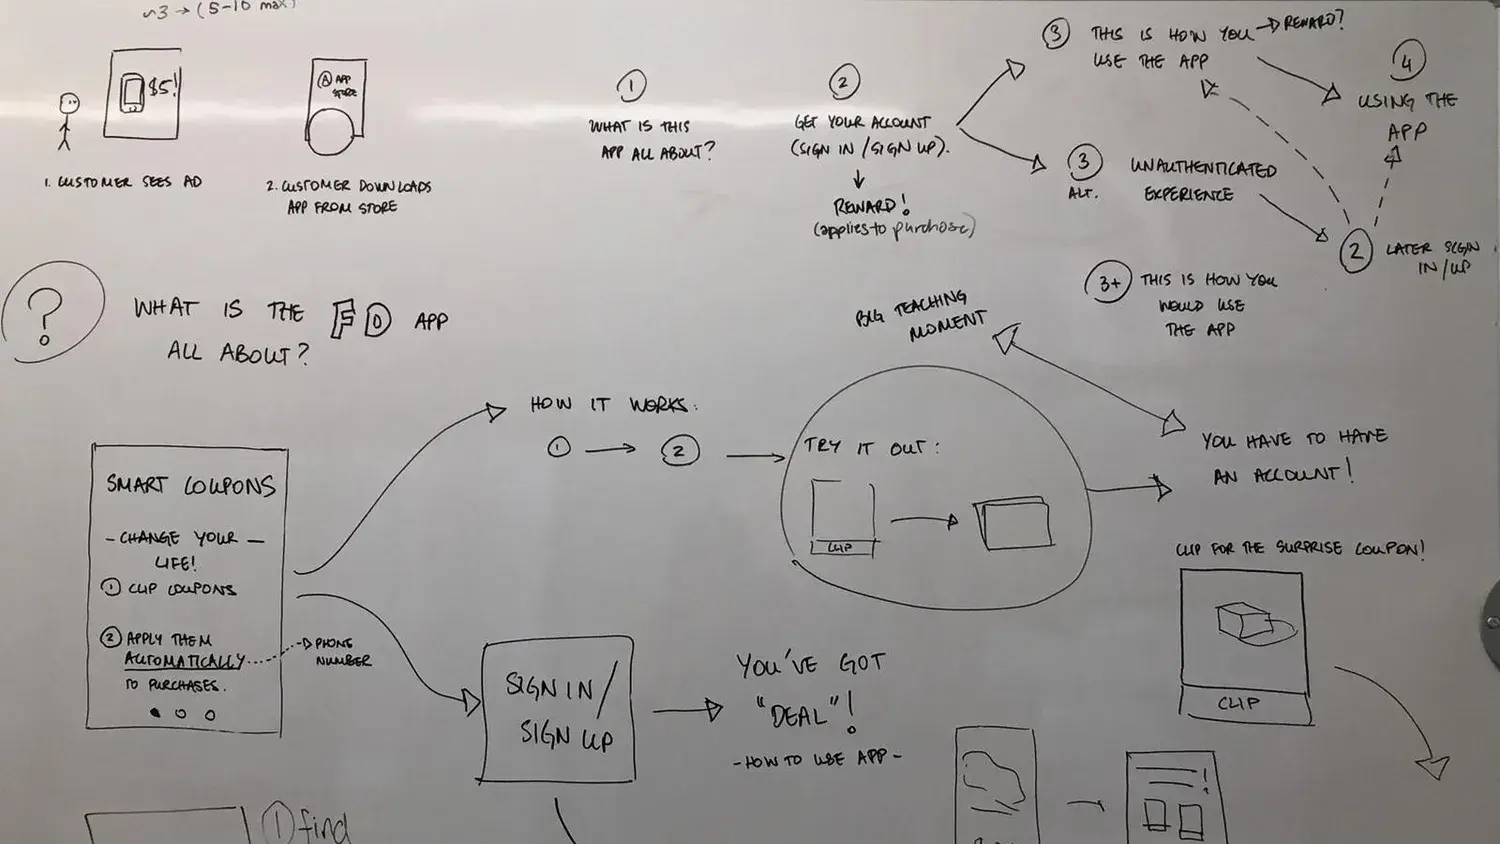 ~3 → (5-10 max)
$5!
A APP
STORE
1. CUSTOMER SEES AD
2. CUSTOMER DOWNLOADS
APP FROM STORE
1
WHAT IS THIS
APP ALL ABOUT?
2
GET YOUR ACCOUNT
(SIGN IN/SIGN UP).
REWARD!
(applies to purchase)
3
THIS IS HOW YOU → REWARD?
USE THE APP
4
USING THE
APP
3
ALT.
UNAUTHENTICATED
EXPERIENCE
2
LATER SIGN
IN/UP
3+
THIS IS HOW YOU
WOULD USE
THE APP
?
WHAT IS THE FD APP
ALL ABOUT?
BIG TEACHING
MOMENT
HOW IT WORKS:
1 → 2
TRY IT OUT:
CLIP
YOU HAVE TO HAVE
AN ACCOUNT!
SMART COUPONS
- CHANGE YOUR -
LIFE!
1 CLIP COUPONS
2 APPLY THEM
AUTOMATICALLY
TO PURCHASES.
PHONE
NUMBER
SIGN IN/
SIGN UP
YOU'VE GOT
"DEAL"!
- HOW TO USE APP -
CLIP FOR THE SURPRISE COUPON!
CLIP
1 find